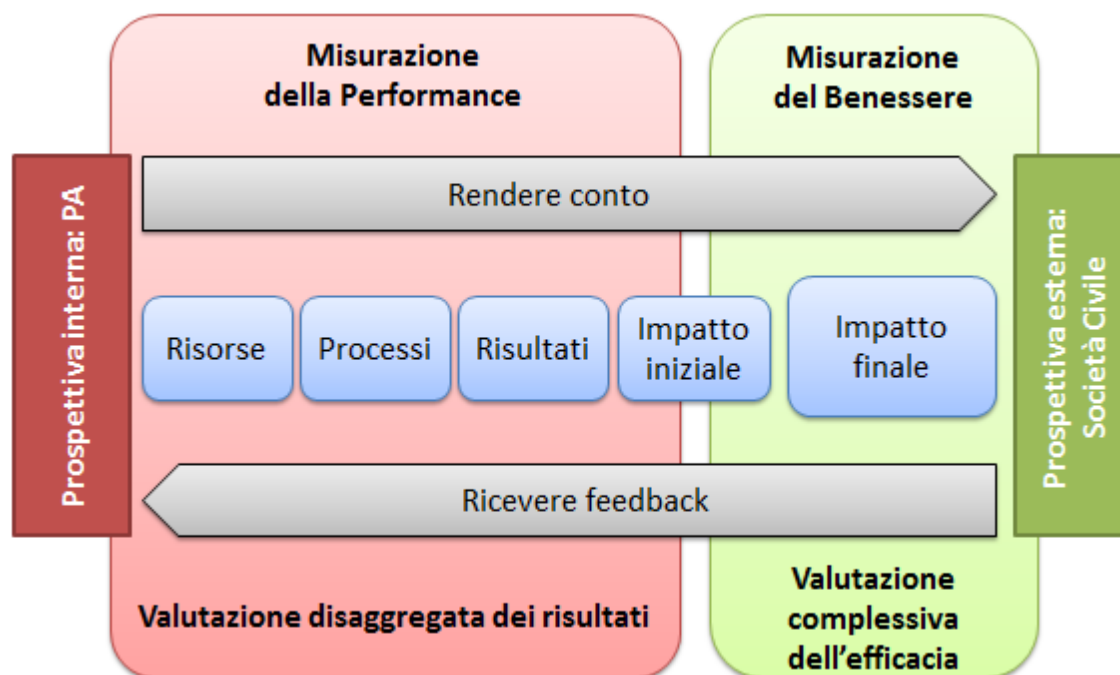 Misurazione
della Performance
Misurazione
del Benessere
Prospettiva interna: PA
Rendere conto
Risorse
Processi
Risultati
Impatto
iniziale
Impatto
finale
Prospettiva esterna:
Società Civile
Ricevere feedback
Valutazione disaggregata dei risultati
Valutazione
complessiva
dell’efficacia